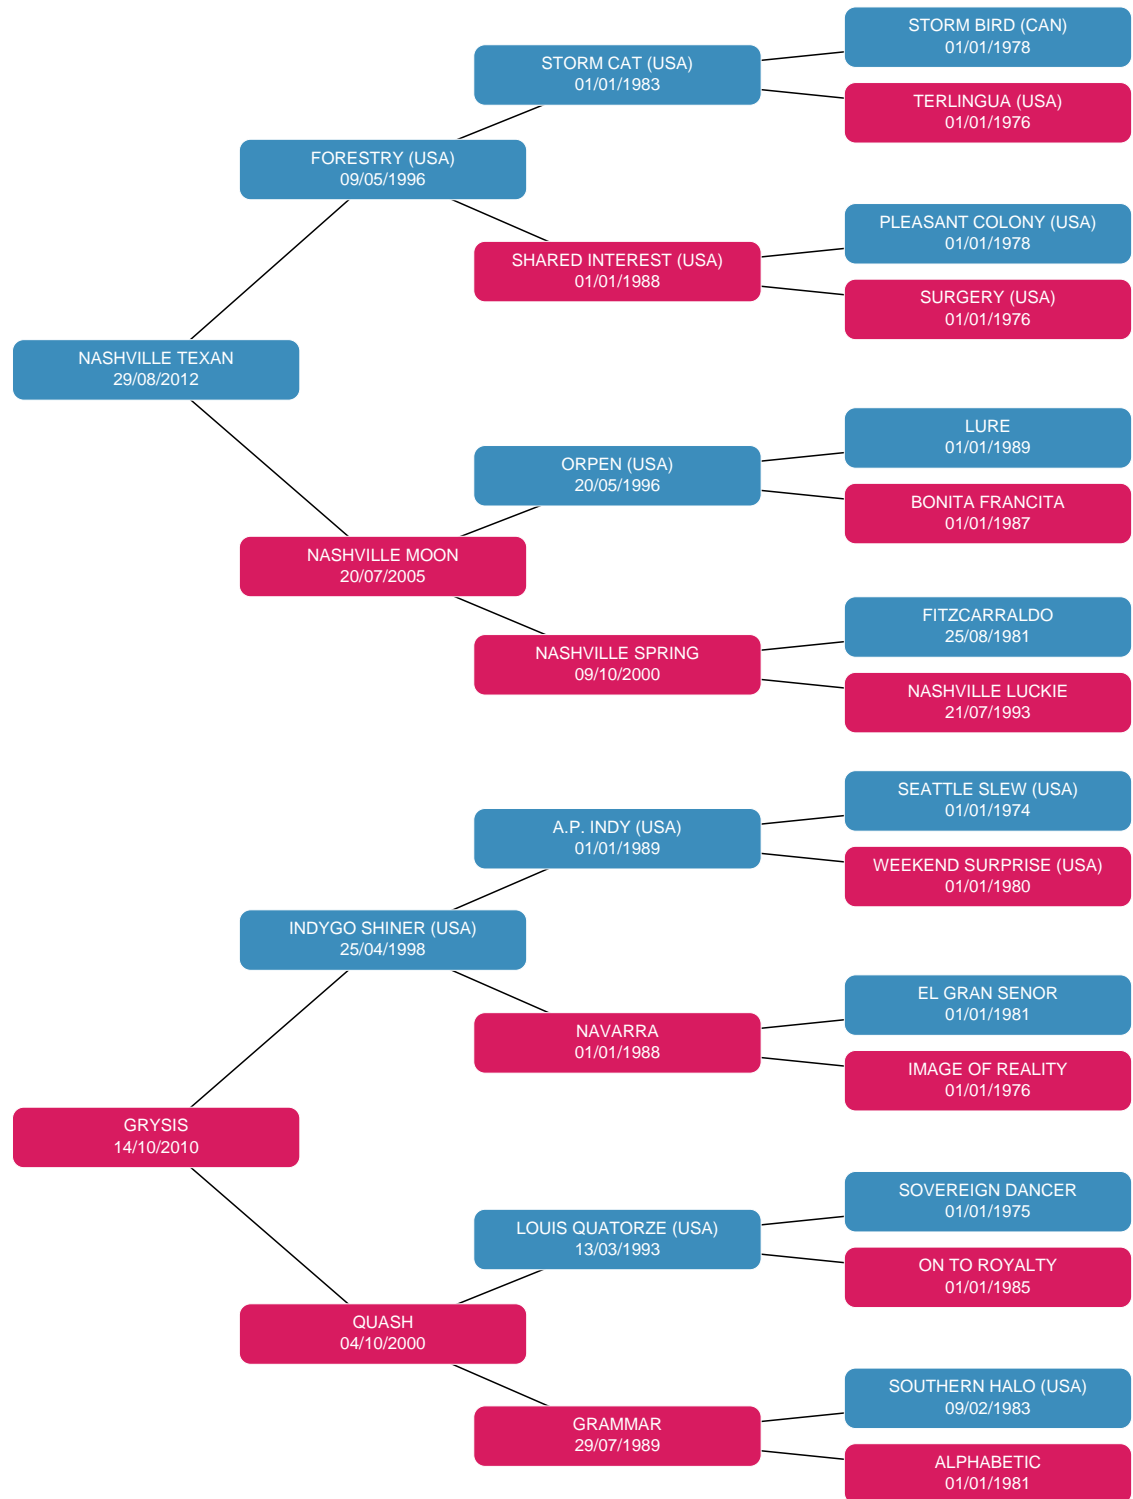 STORM BIRD (CAN)
01/01/1978
STORM CAT (USA)
01/01/1983
TERLINGUA (USA)
01/01/1976
FORESTRY (USA)
09/05/1996
PLEASANT COLONY (USA)
01/01/1978
SHARED INTEREST (USA)
01/01/1988
SURGERY (USA)
01/01/1976
NASHVILLE TEXAN
29/08/2012
LURE
01/01/1989
ORPEN (USA)
20/05/1996
BONITA FRANCITA
01/01/1987
NASHVILLE MOON
20/07/2005
FITZCARRALDO
25/08/1981
NASHVILLE SPRING
09/10/2000
NASHVILLE LUCKIE
21/07/1993
SEATTLE SLEW (USA)
01/01/1974
A.P. INDY (USA)
01/01/1989
WEEKEND SURPRISE (USA)
01/01/1980
INDYGO SHINER (USA)
25/04/1998
EL GRAN SENOR
01/01/1981
NAVARRA
01/01/1988
IMAGE OF REALITY
01/01/1976
GRYSIS
14/10/2010
SOVEREIGN DANCER
01/01/1975
LOUIS QUATORZE (USA)
13/03/1993
ON TO ROYALTY
01/01/1985
QUASH
04/10/2000
SOUTHERN HALO (USA)
09/02/1983
GRAMMAR
29/07/1989
ALPHABETIC
01/01/1981